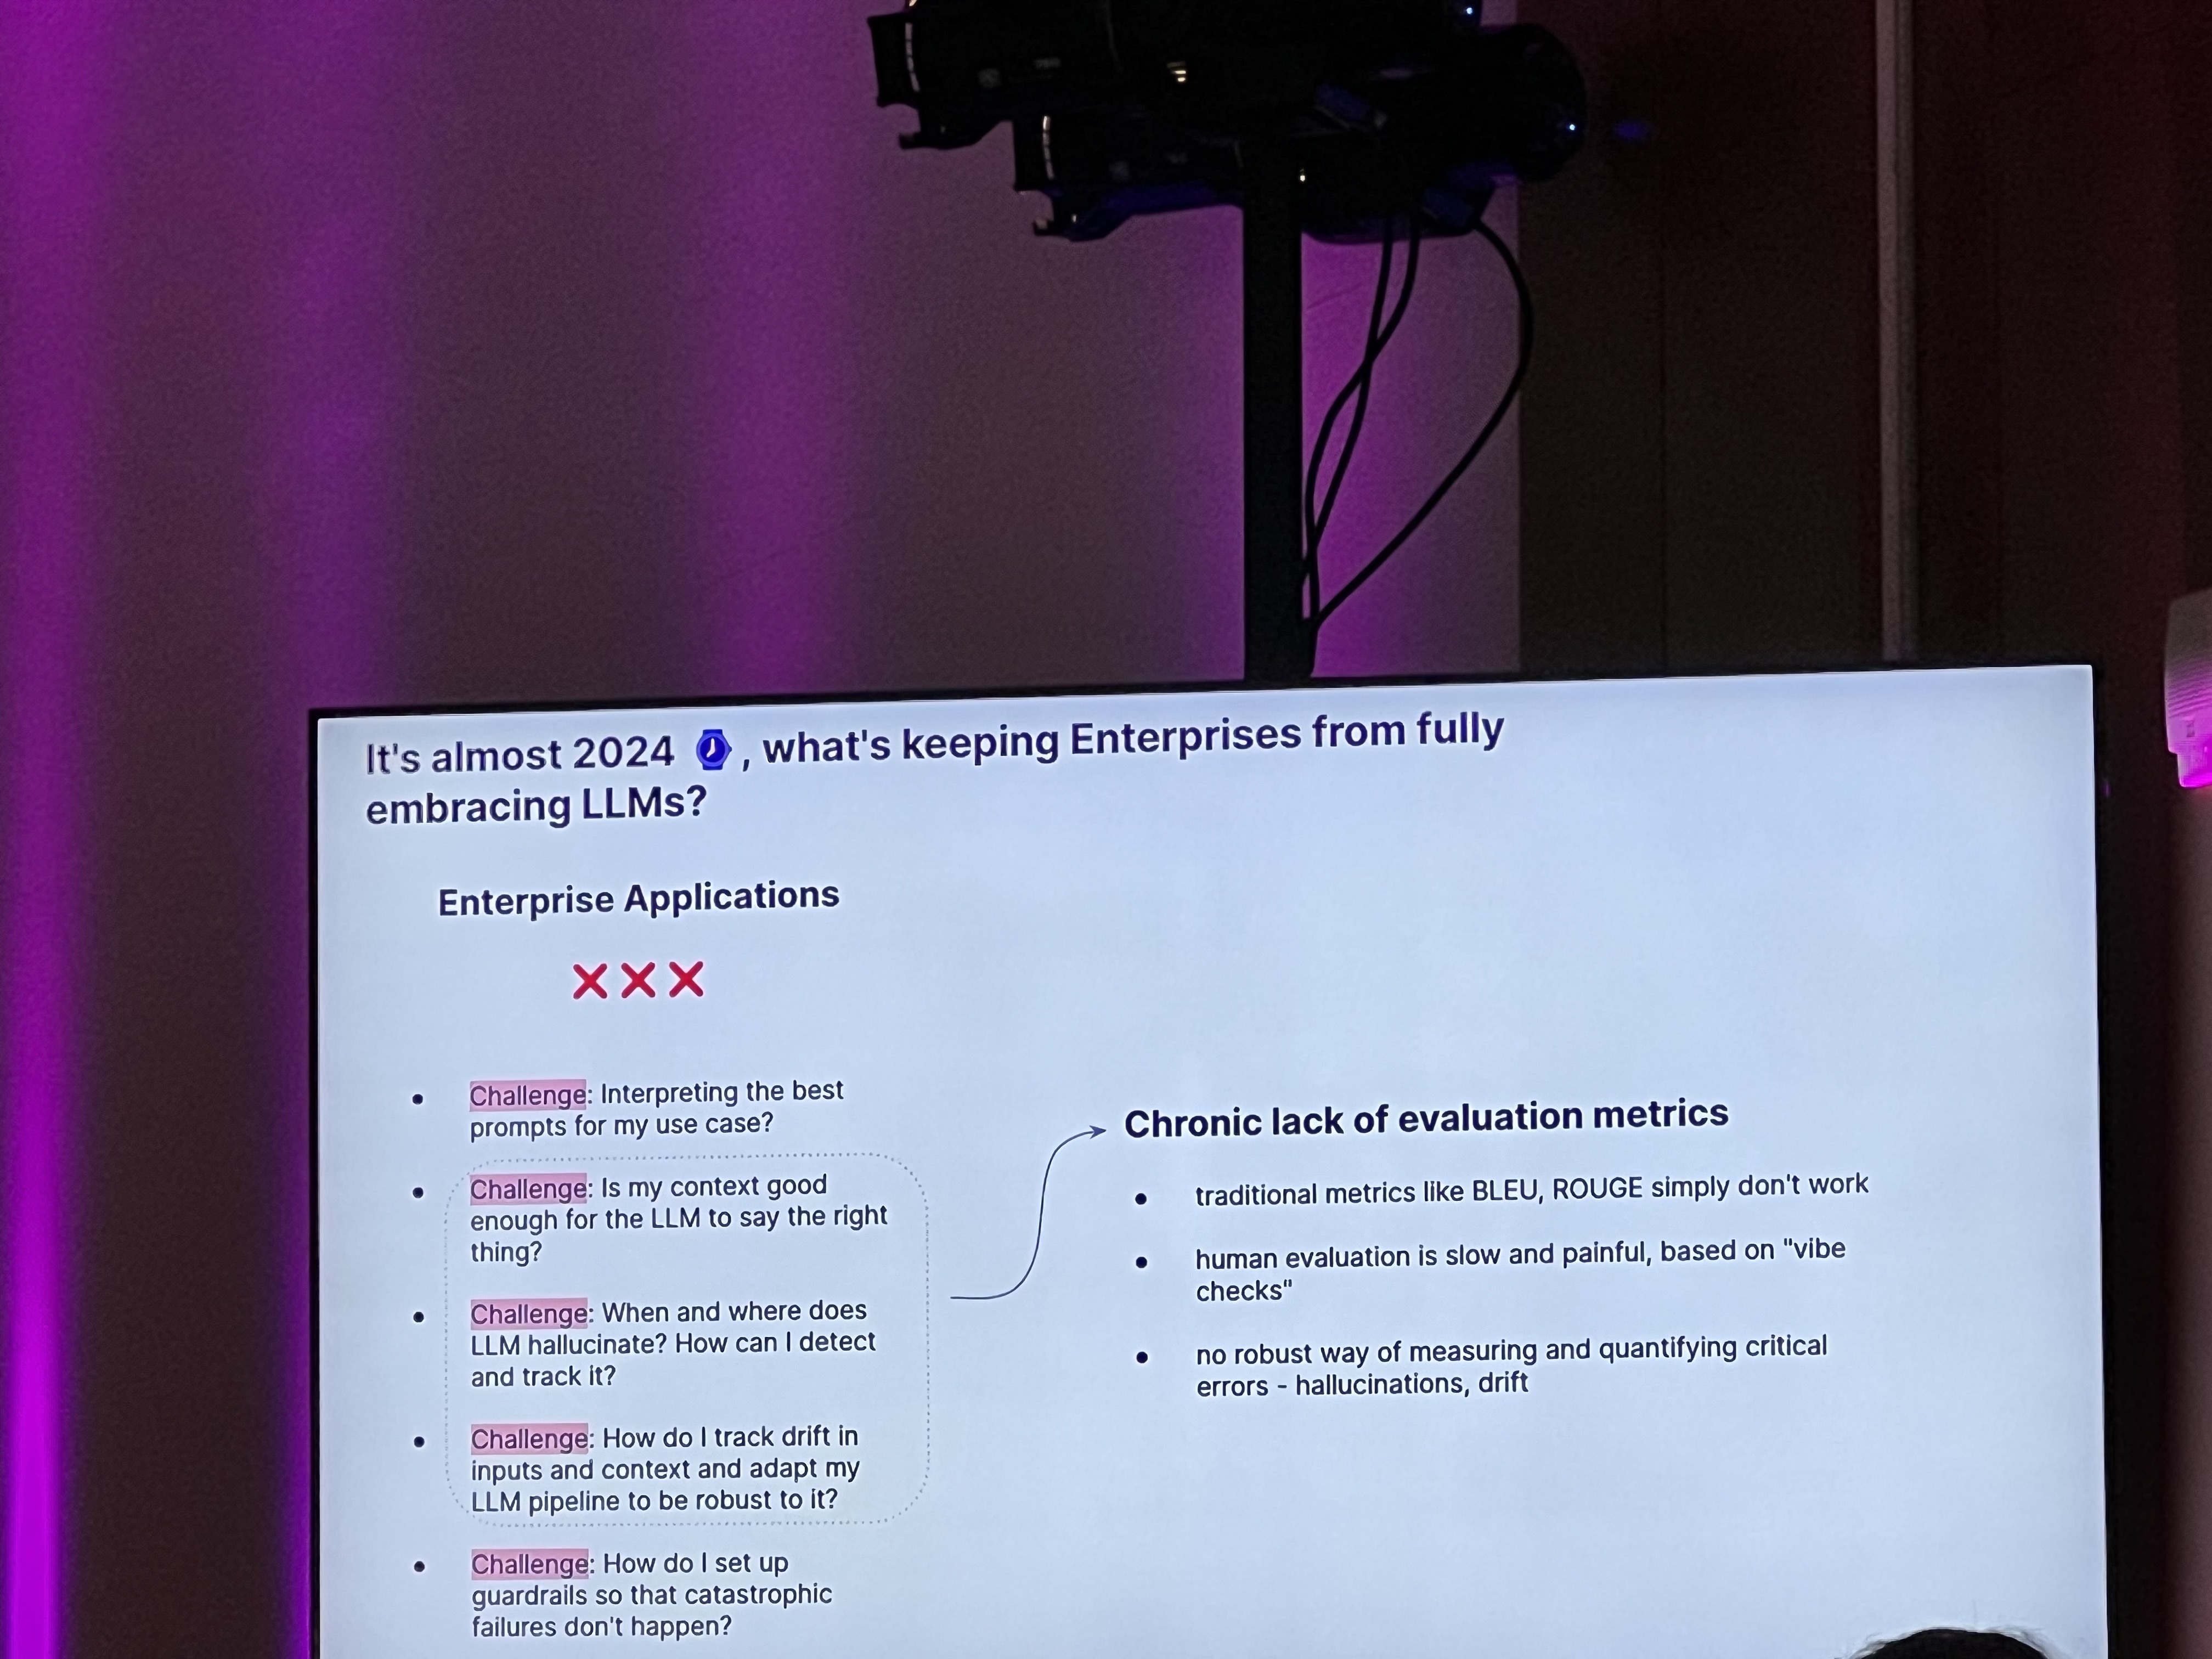 It's almost 2024 , what's keeping Enterprises from fully
embracing LLMs?
Enterprise Applications
Challenge: Interpreting the best
prompts for my use case?
Challenge: Is my context good
enough for the LLM to say the right
thing?
Challenge: When and where does
LLM hallucinate? How can I detect
and track it?
Challenge: How do I track drift in
inputs and context and adapt my
LLM pipeline to be robust to it?
Challenge: How do I set up
guardrails so that catastrophic
failures don't happen?
Chronic lack of evaluation metrics
traditional metrics like BLEU, ROUGE simply don't work
human evaluation is slow and painful, based on "vibe
checks"
no robust way of measuring and quantifying critical
errors - hallucinations, drift